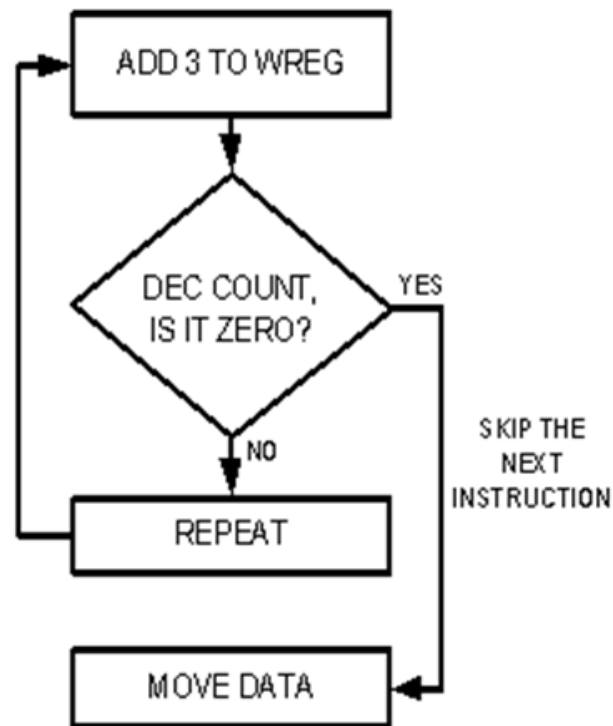 ADD 3 TO WREG
DEC COUNT,
IS IT ZERO?
YES
NO
SKIP THE
NEXT
INSTRUCTION
REPEAT
MOVE DATA